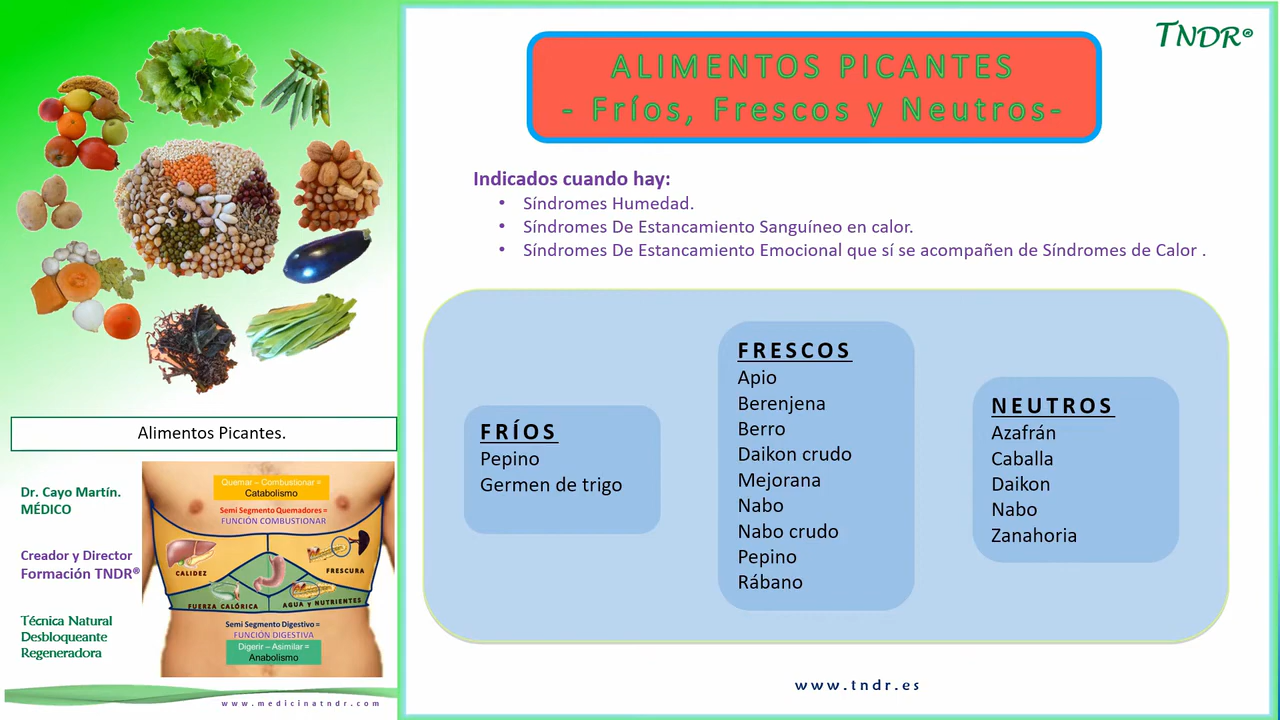 TNDR®
ALIMENTOS PICANTES
- Fríos, Frescos y Neutros-
Indicados cuando hay:
• Síndromes Humedad.
• Síndromes De Estancamiento Sanguíneo en calor.
• Síndromes De Estancamiento Emocional que sí se acompañen de Síndromes de Calor .
FRÍOS
Pepino
Germen de trigo
FRESCOS
Apio
Berenjena
Berro
Daikon crudo
Mejorana
Nabo
Nabo crudo
Pepino
Rábano
NEUTROS
Azafrán
Caballa
Daikon
Nabo
Zanahoria
www.tndr.es
Alimentos Picantes.
Dr. Cayo Martín.
MÉDICO
Creador y Director
Formación TNDR®
Técnica Natural
Desbloqueante
Regeneradora
Quemar – Combustionar =
Catabolismo
Semi Segmento Quemadores =
FUNCIÓN COMBUSTIONAR
CALIDEZ
FRESCURA
FUERZA CALÓRICA
AGUA y NUTRIENTES
Semi Segmento Digestivo =
FUNCIÓN DIGESTIVA
Digerir – Asimilar =
Anabolismo
www.medicinatndr.com